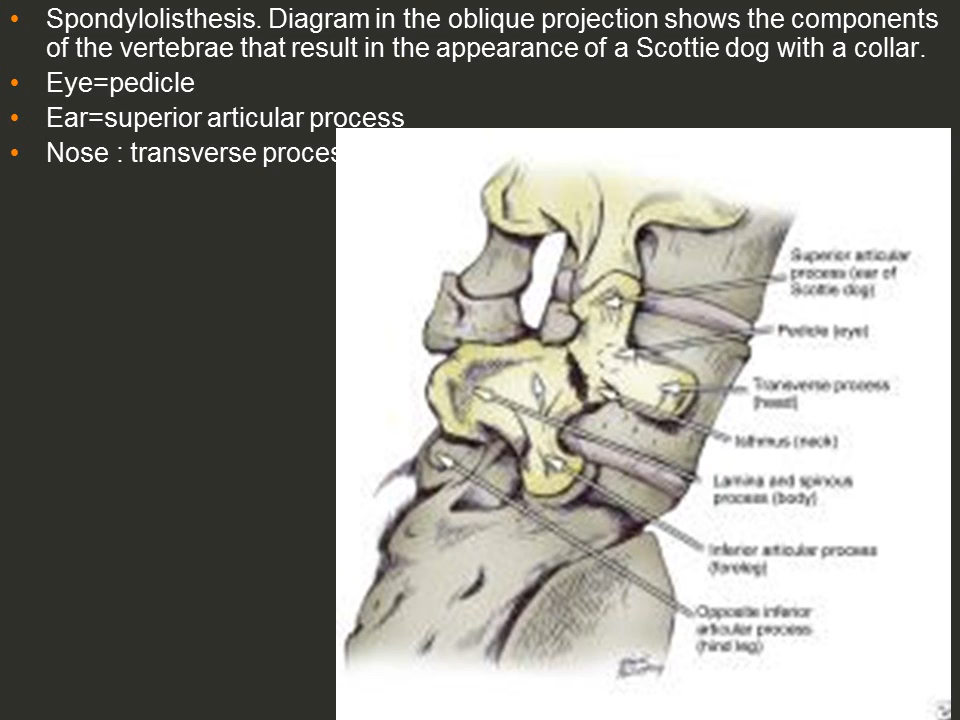 • Spondylolisthesis. Diagram in the oblique projection shows the components
of the vertebrae that result in the appearance of a Scottie dog with a collar.
• Eye=pedicle
• Ear=superior articular process
• Nose : transverse proces
Superior articular
process (ear of
Scottie dog)
Pedicle (eye)
Transverse process
(head)
Isthmus (neck)
Lamina and spinous
process (body)
Inferior articular process
(foreleg)
Opposite inferior
articular process
(hind leg)